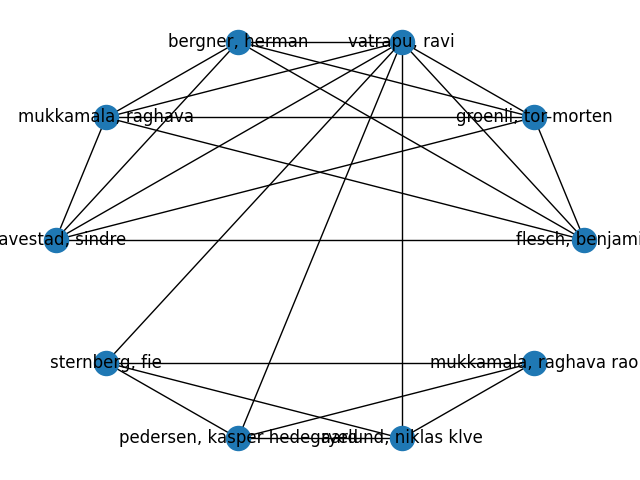 bergner, herman
vatrapu, ravi
mukkamala, raghava
groenli, tor-morten
avestad, sindre
flesch, benjami
sternberg, fie
mukkamala, raghava rao
pedersen, kasper hedegaard
niklas klve